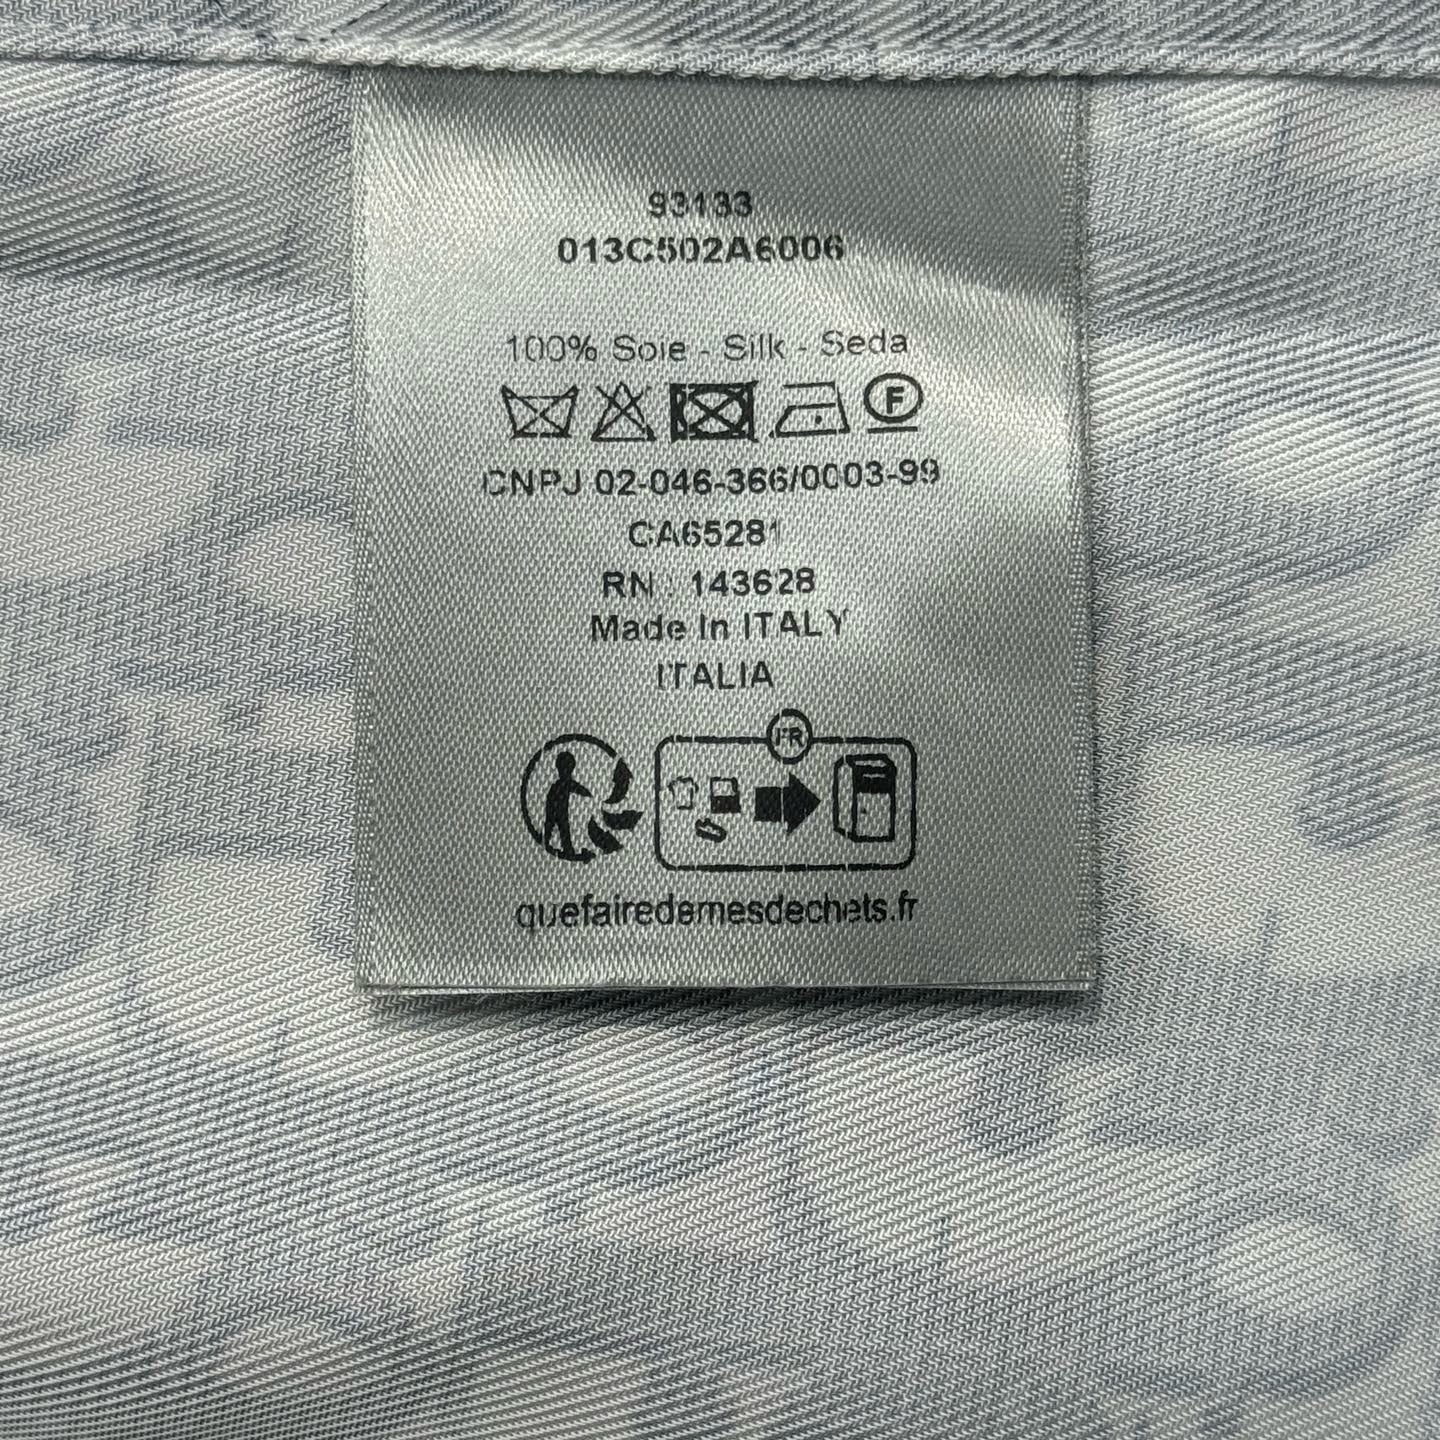 93133
013C502A6006
100% Soie - Silk - Seda
F
CNPJ 02-046-366/0003-99
CA65281
RN : 143628
Made In ITALY
ITALIA
FR
quefairedemesdechets.fr